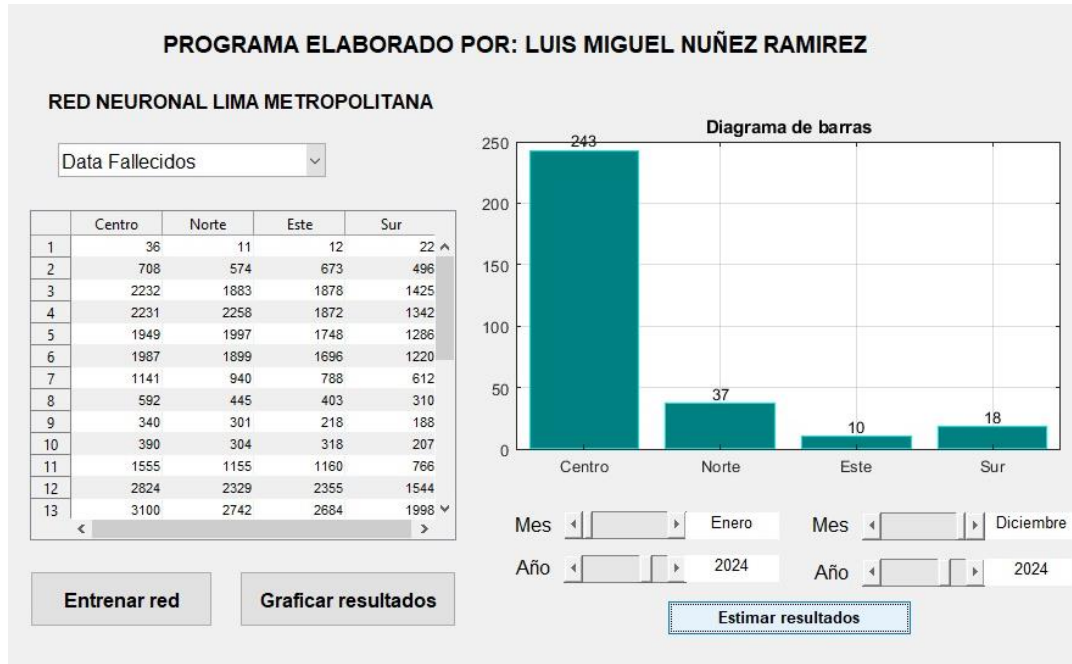 PROGRAMA ELABORADO POR: LUIS MIGUEL NUÑEZ RAMIREZ
RED NEURONAL LIMA METROPOLITANA
Data Fallecidos
Centro Norte Este Sur
1 36 11 12 22
2 708 574 673 496
3 2232 1883 1878 1425
4 2231 2258 1872 1342
5 1949 1997 1748 1286
6 1987 1899 1696 1220
7 1141 940 788 612
8 592 445 403 310
9 340 301 218 188
10 390 304 318 207
11 1555 1155 1160 766
12 2824 2329 2355 1544
13 3100 2742 2684 1998
Entrenar red
Graficar resultados
Diagrama de barras
250
200
150
100
50
0
243
37
10
18
Centro Norte Este Sur
Mes Enero Mes Diciembre
Año 2024 Año 2024
Estimar resultados